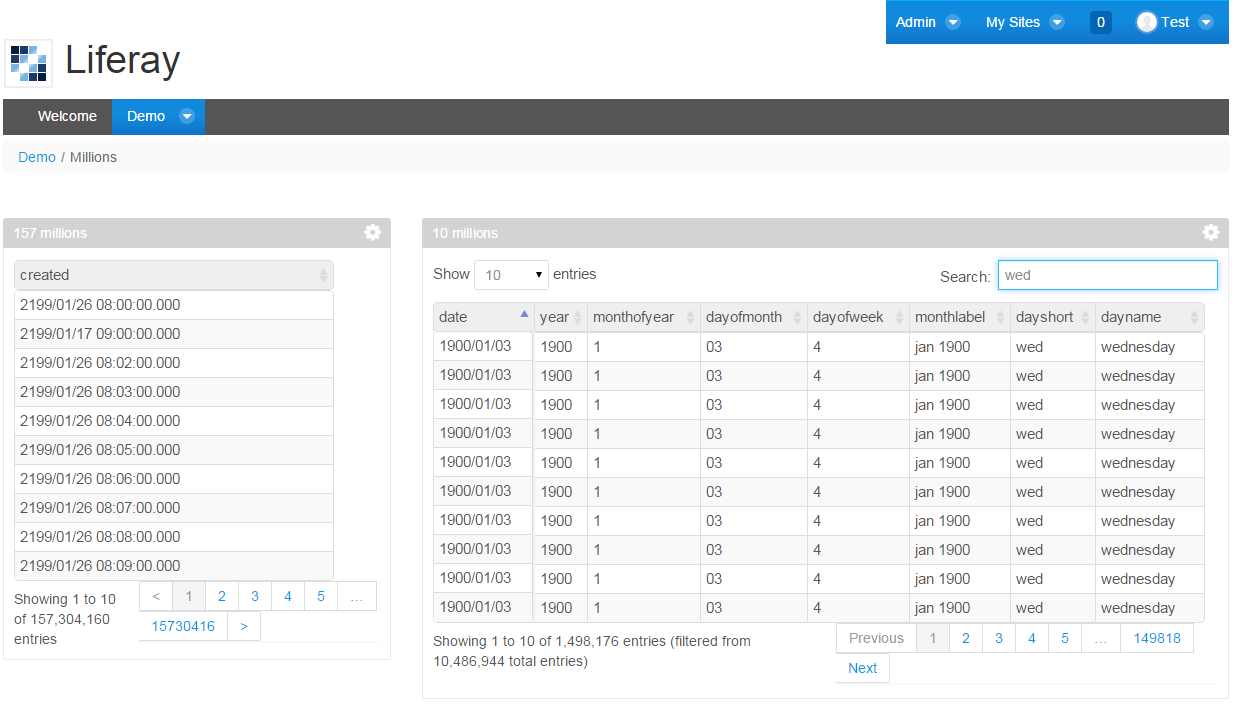 Admin My Sites 0 Test
Liferay
Welcome Demo
Demo / Millions
157 millions
created
2199/01/26 08:00:00.000
2199/01/17 09:00:00.000
2199/01/26 08:02:00.000
2199/01/26 08:03:00.000
2199/01/26 08:04:00.000
2199/01/26 08:05:00.000
2199/01/26 08:06:00.000
2199/01/26 08:07:00.000
2199/01/26 08:08:00.000
2199/01/26 08:09:00.000
Showing 1 to 10
of 157,304,160
entries
< 1 2 3 4 5 ...
15730416 >
10 millions
Show 10 entries
Search: wed
date year monthofyear dayofmonth dayofweek monthlabel dayshort dayname
1900/01/03 1900 1 03 4 jan 1900 wed wednesday
1900/01/03 1900 1 03 4 jan 1900 wed wednesday
1900/01/03 1900 1 03 4 jan 1900 wed wednesday
1900/01/03 1900 1 03 4 jan 1900 wed wednesday
1900/01/03 1900 1 03 4 jan 1900 wed wednesday
1900/01/03 1900 1 03 4 jan 1900 wed wednesday
1900/01/03 1900 1 03 4 jan 1900 wed wednesday
1900/01/03 1900 1 03 4 jan 1900 wed wednesday
1900/01/03 1900 1 03 4 jan 1900 wed wednesday
1900/01/03 1900 1 03 4 jan 1900 wed wednesday
Showing 1 to 10 of 1,498,176 entries (filtered from
10,486,944 total entries)
Previous 1 2 3 4 5 ... 149818
Next